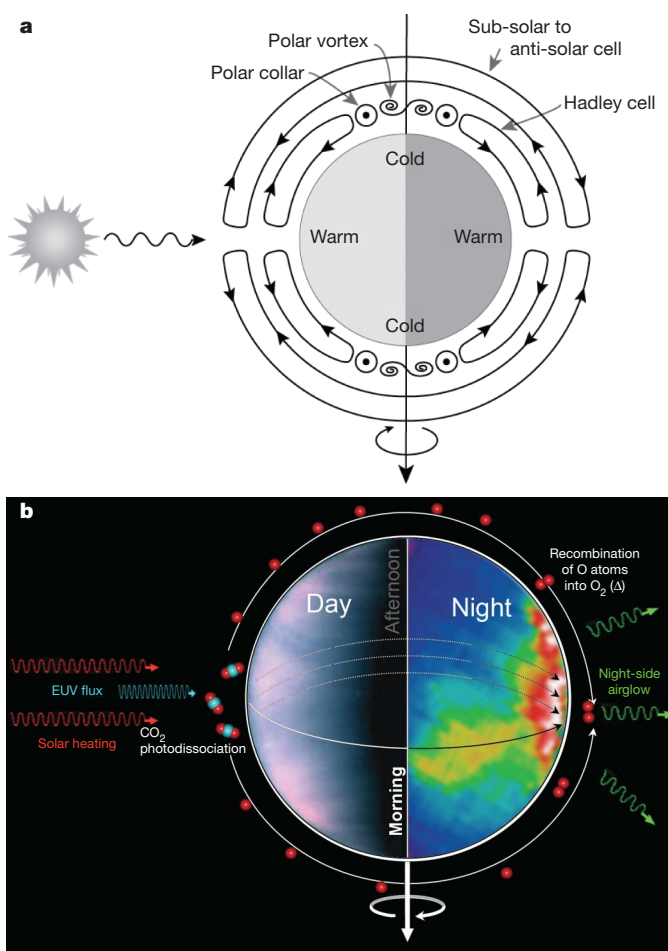 a
Sub-solar to
anti-solar cell
Polar vortex
Polar collar
Hadley cell
Cold
Warm
Warm
Cold
b
Recombination
of O atoms
into O₂ (Δ)
Day
Afternoon
Night
Night-side
airglow
EUV flux
Solar heating
CO₂
photodissociation
Morning